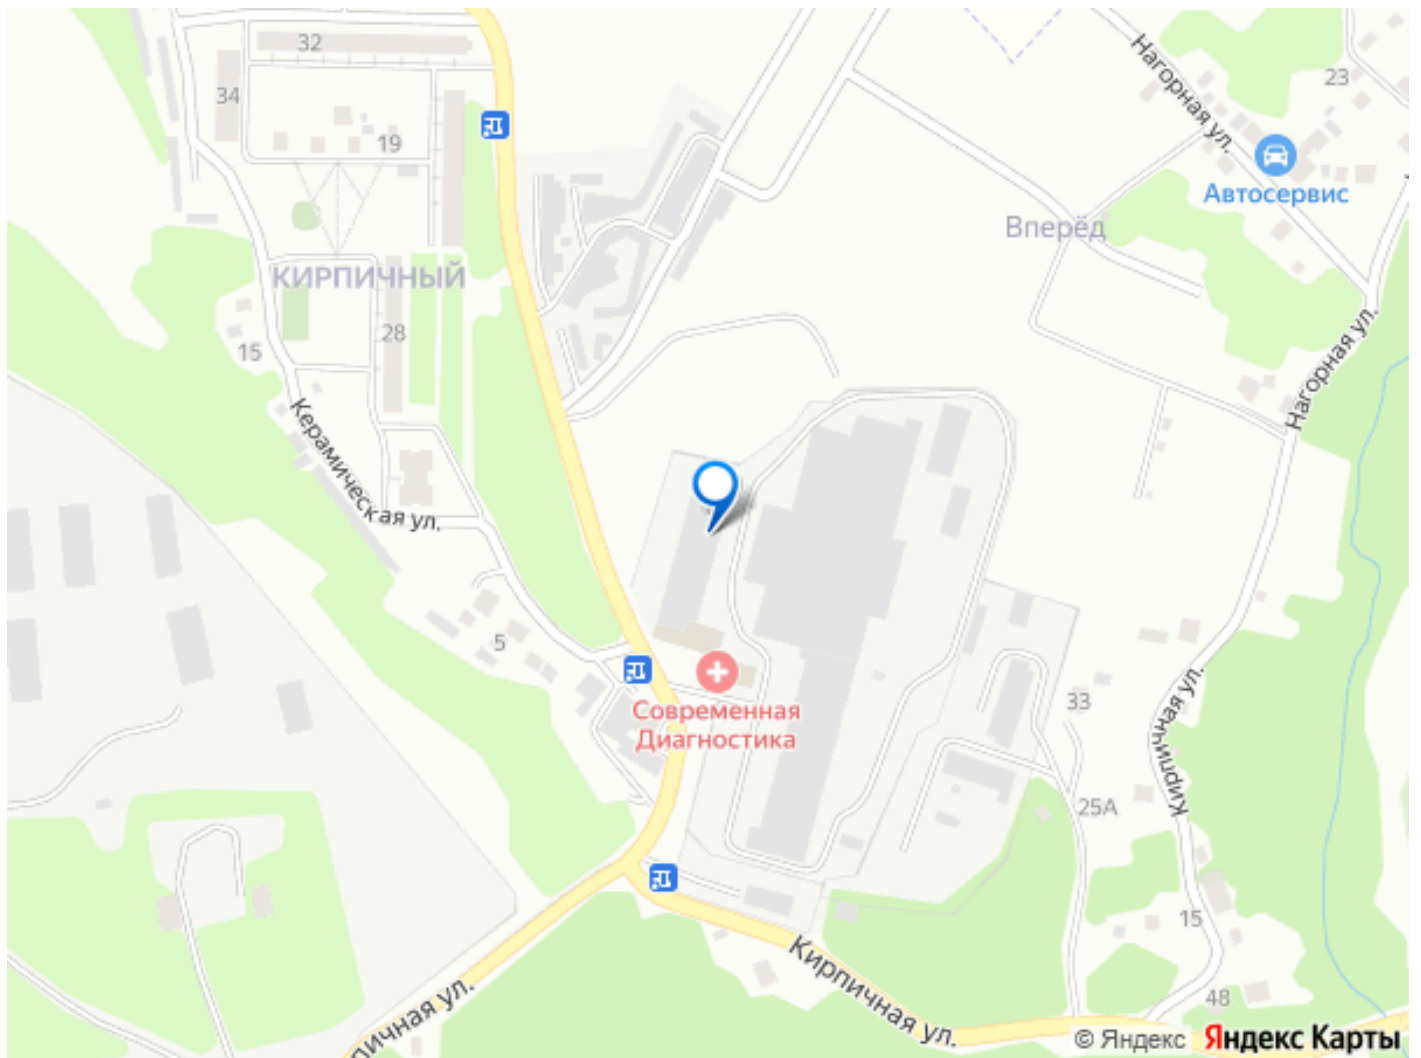 32
Нагорная ул.
23
34
19
Автосервис
Вперёд
КИРПИЧНЫЙ
28
15
Нагорная ул.
Керамическая ул.
5
Кирпичная ул.
33
Современная
Диагностика
25А
15
Кирпичная ул.
48
пичная ул.
© Яндекс
Яндекс Карты